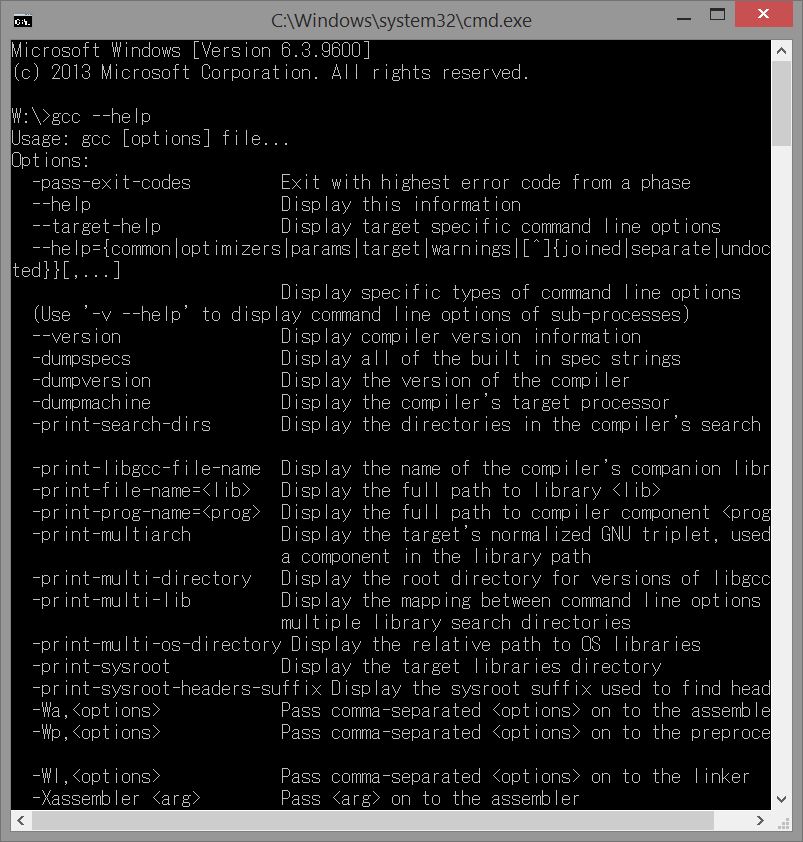 C:\Windows\system32\cmd.exe
Microsoft Windows [Version 6.3.9600]
(c) 2013 Microsoft Corporation. All rights reserved.
W:\>gcc --help
Usage: gcc [options] file...
Options:
-pass-exit-codes Exit with highest error code from a phase
--help Display this information
--target-help Display target specific command line options
--help={common|optimizers|params|target|warnings|[^]{joined|separate|undoc
ted}}[,...]
Display specific types of command line options
(Use '-v --help' to display command line options of sub-processes)
--version Display compiler version information
-dumpspecs Display all of the built in spec strings
-dumpversion Display the version of the compiler
-dumpmachine Display the compiler's target processor
-print-search-dirs Display the directories in the compiler's search
-print-libgcc-file-name Display the name of the compiler's companion libr
-print-file-name=<lib> Display the full path to library <lib>
-print-prog-name=<prog> Display the full path to compiler component <prog
-print-multiarch Display the target's normalized GNU triplet, used
a component in the library path
-print-multi-directory Display the root directory for versions of libgcc
-print-multi-lib Display the mapping between command line options
multiple library search directories
-print-multi-os-directory Display the relative path to OS libraries
-print-sysroot Display the target libraries directory
-print-sysroot-headers-suffix Display the sysroot suffix used to find head
-Wa,<options> Pass comma-separated <options> on to the assemble
-Wp,<options> Pass comma-separated <options> on to the preproce
-Wl,<options> Pass comma-separated <options> on to the linker
-Xassembler <arg> Pass <arg> on to the assembler